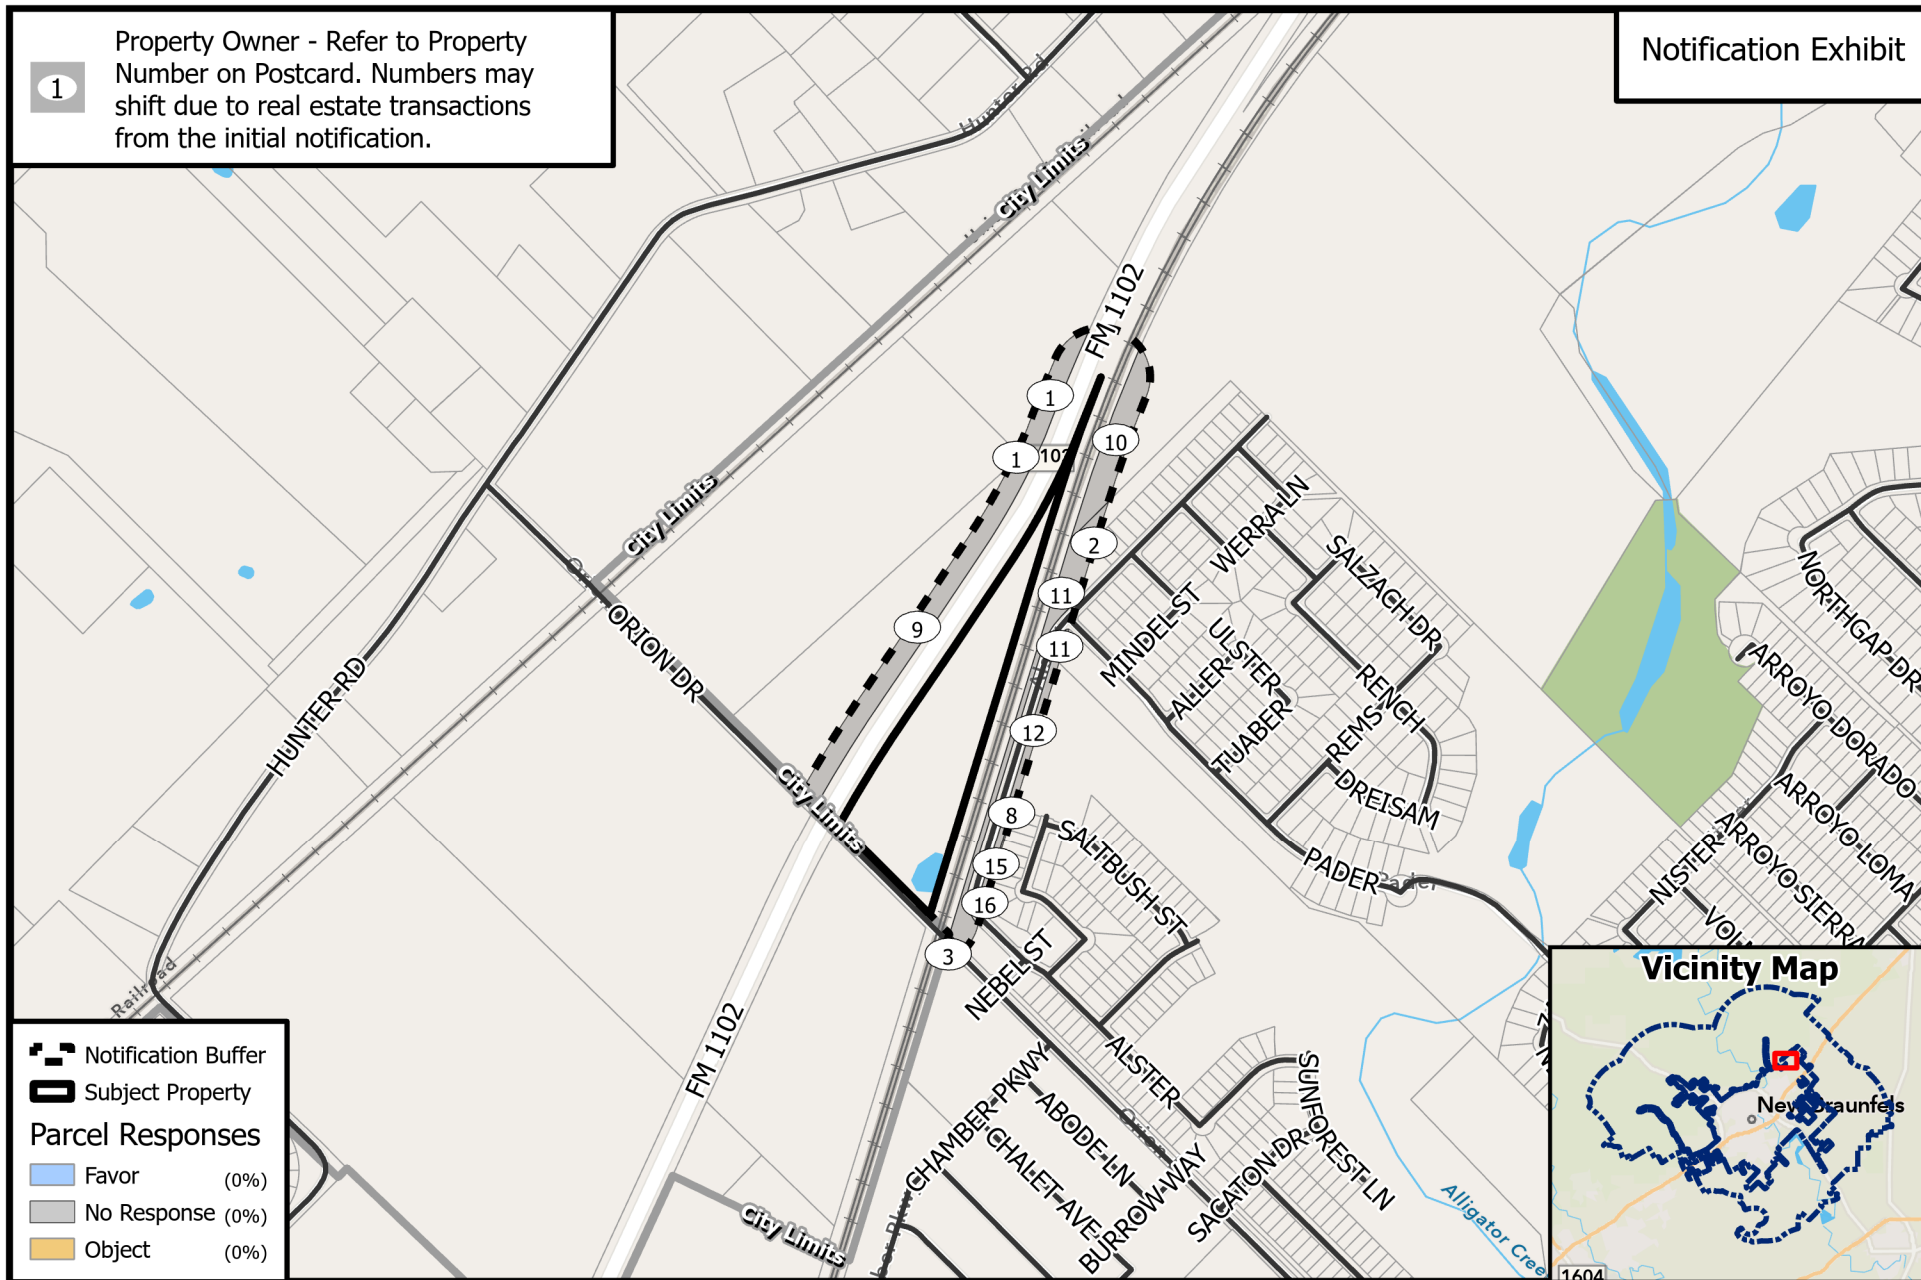 1
Property Owner - Refer to Property
Number on Postcard. Numbers may
shift due to real estate transactions
from the initial notification.
Notification Exhibit
Hunter Rd
City Limits
FM 1102
1
10
1
City Limits
2
WERRA LN
SALZACH DR
11
NORTHGAP DR
ORION DR
9
11
MINDEL ST
ULSTER
ALLER
RENCH
ARROYO DORADO
HUNTER RD
TUABER
REMS
12
DREISAM
ARROYO LOMA
City Limits
8
SALTBUSH ST
PADER
Pader
NISTER
ARROYO SIERRA
15
16
3
NEBEL ST
Railroad
Vicinity Map
New Braunfels
1604
FM 1102
ALSTER
CHAMBER PKWY
ABODE LN
Orion
SUNFOREST LN
CHALET AVE
BURROW WAY
SACATON DR
City Limits
Alligator Cree
Notification Buffer
Subject Property
Parcel Responses
Favor (0%)
No Response (0%)
Object (0%)